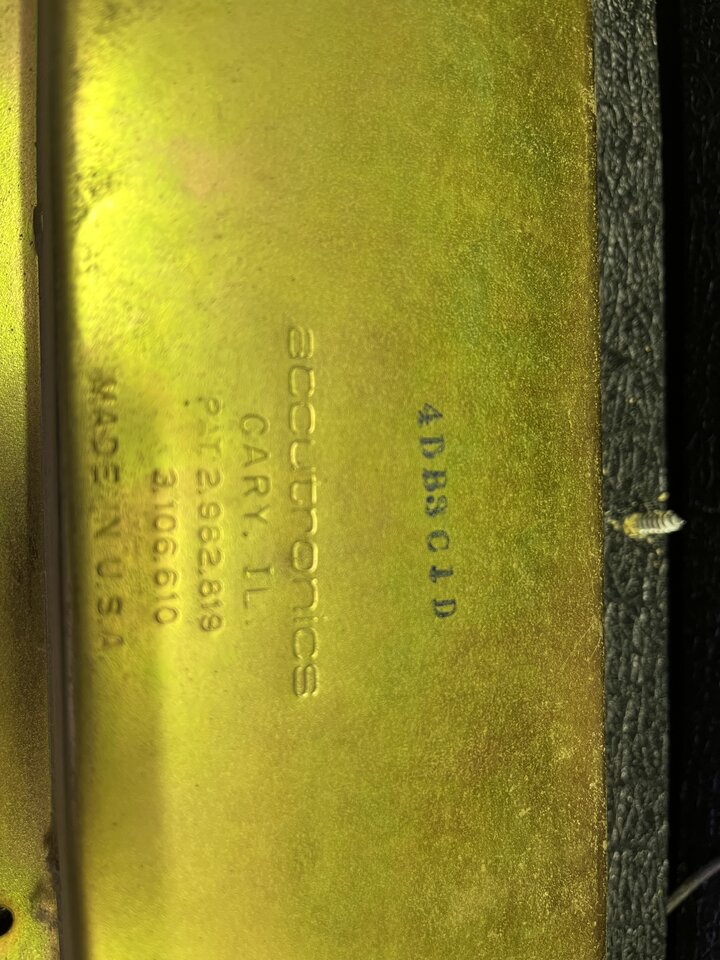 4DB3C1D
accutronics
CARY, IL.
PAT. 2,982,819
3,106,610
MADE IN U.S.A.